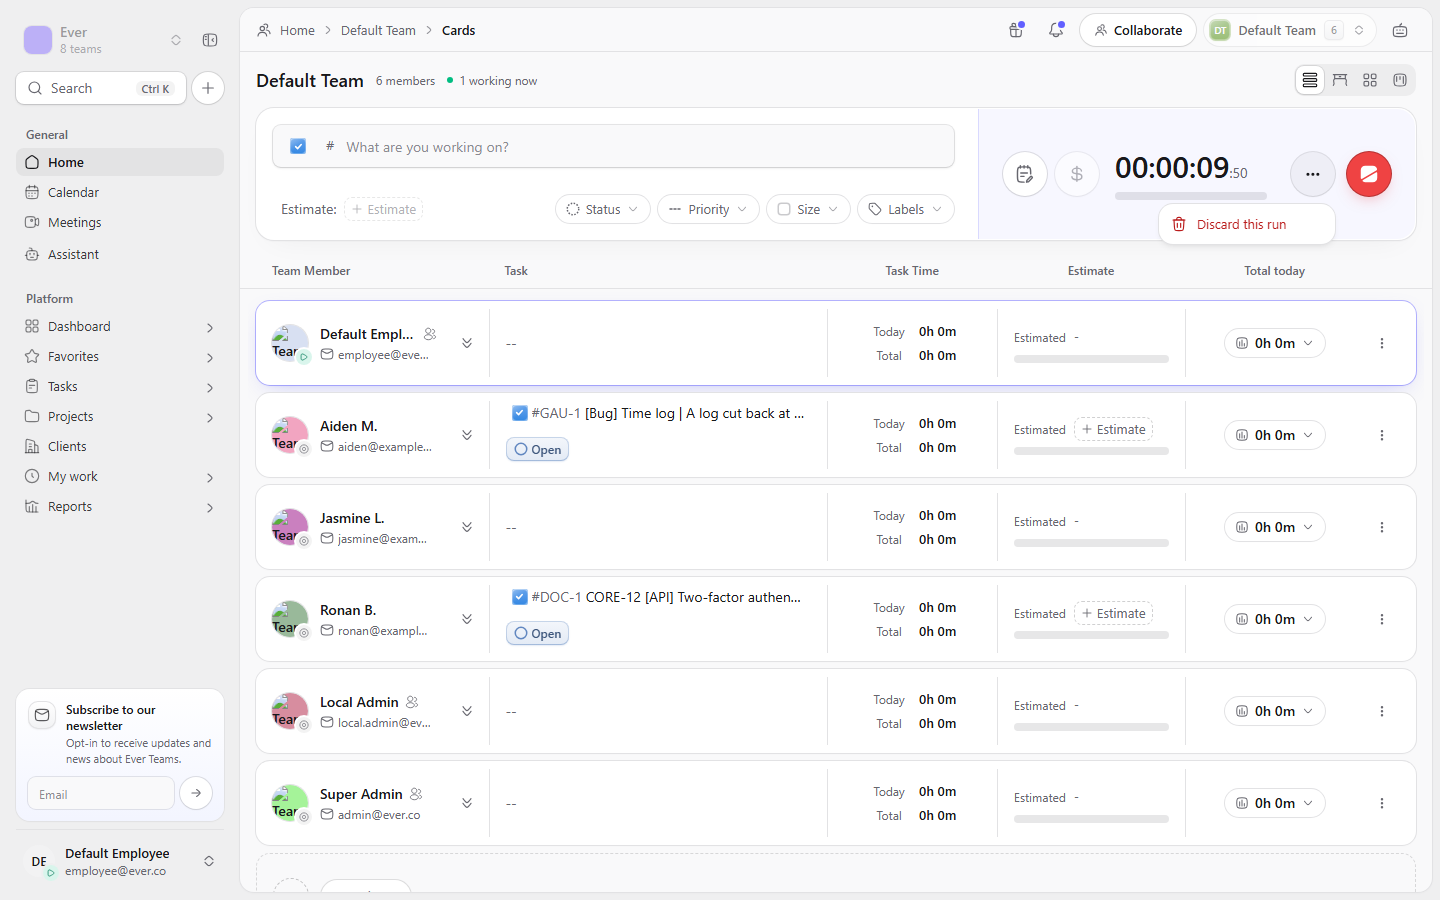 Ever
8 teams
Search
Ctrl K
General
Home
Calendar
Meetings
Assistant
Platform
Dashboard
Favorites
Tasks
Projects
Clients
My work
Reports
Subscribe to our
newsletter
Opt-in to receive updates and
news about Ever Teams.
Email
DE
Default Employee
employee@ever.co
Home
Default Team
Cards
Collaborate
DT
Default Team
6
Default Team
6 members
1 working now
# What are you working on?
Estimate:
+ Estimate
Status
Priority
Size
Labels
$
00:00:09:50
Discard this run
Team Member
Task
Task Time
Estimate
Total today
Default Empl...
employee@eve...
--
Today 0h 0m
Total 0h 0m
Estimated -
0h 0m
Aiden M.
aiden@example...
#GAU-1 [Bug] Time log | A log cut back at ...
Open
Today 0h 0m
Total 0h 0m
Estimated + Estimate
0h 0m
Jasmine L.
jasmine@exam...
--
Today 0h 0m
Total 0h 0m
Estimated -
0h 0m
Ronan B.
ronan@exampl...
#DOC-1 CORE-12 [API] Two-factor authen...
Open
Today 0h 0m
Total 0h 0m
Estimated + Estimate
0h 0m
Local Admin
local.admin@ev...
--
Today 0h 0m
Total 0h 0m
Estimated -
0h 0m
Super Admin
admin@ever.co
--
Today 0h 0m
Total 0h 0m
Estimated -
0h 0m